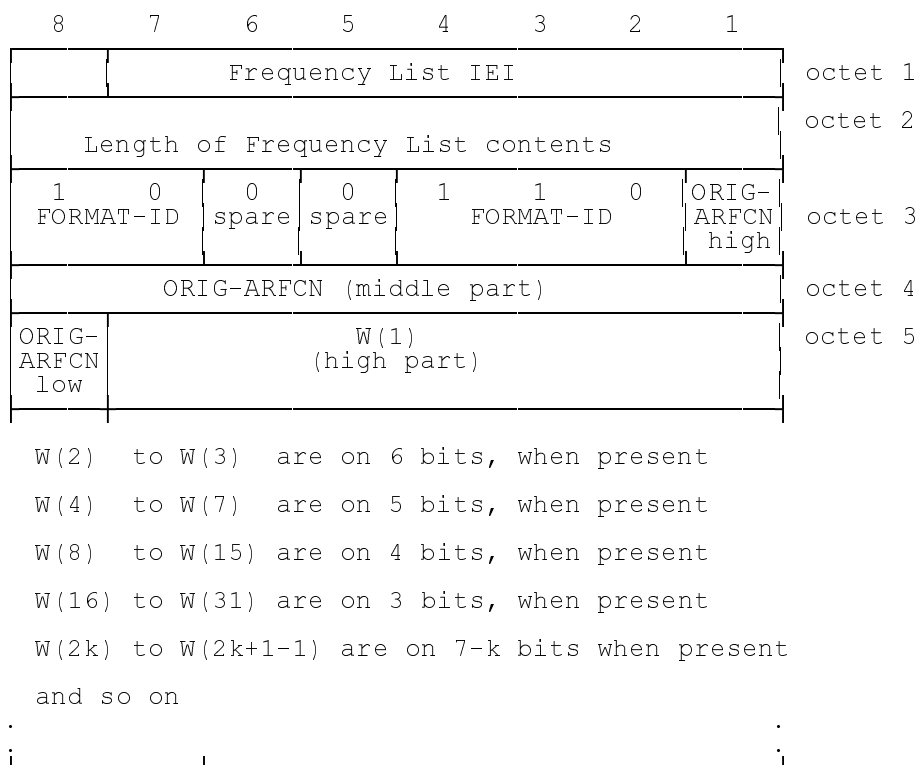 8 7 6 5 4 3 2 1
Frequency List IEI octet 1
octet 2
Length of Frequency List contents
1 0 0 0 1 1 0 ORIG-
FORMAT-ID spare spare FORMAT-ID ARFCN octet 3
high
ORIG-ARFCN (middle part) octet 4
ORIG- W(1) octet 5
ARFCN (high part)
low
W(2) to W(3) are on 6 bits, when present
W(4) to W(7) are on 5 bits, when present
W(8) to W(15) are on 4 bits, when present
W(16) to W(31) are on 3 bits, when present
W(2k) to W(2k+1-1) are on 7-k bits when present
and so on
. .
. .